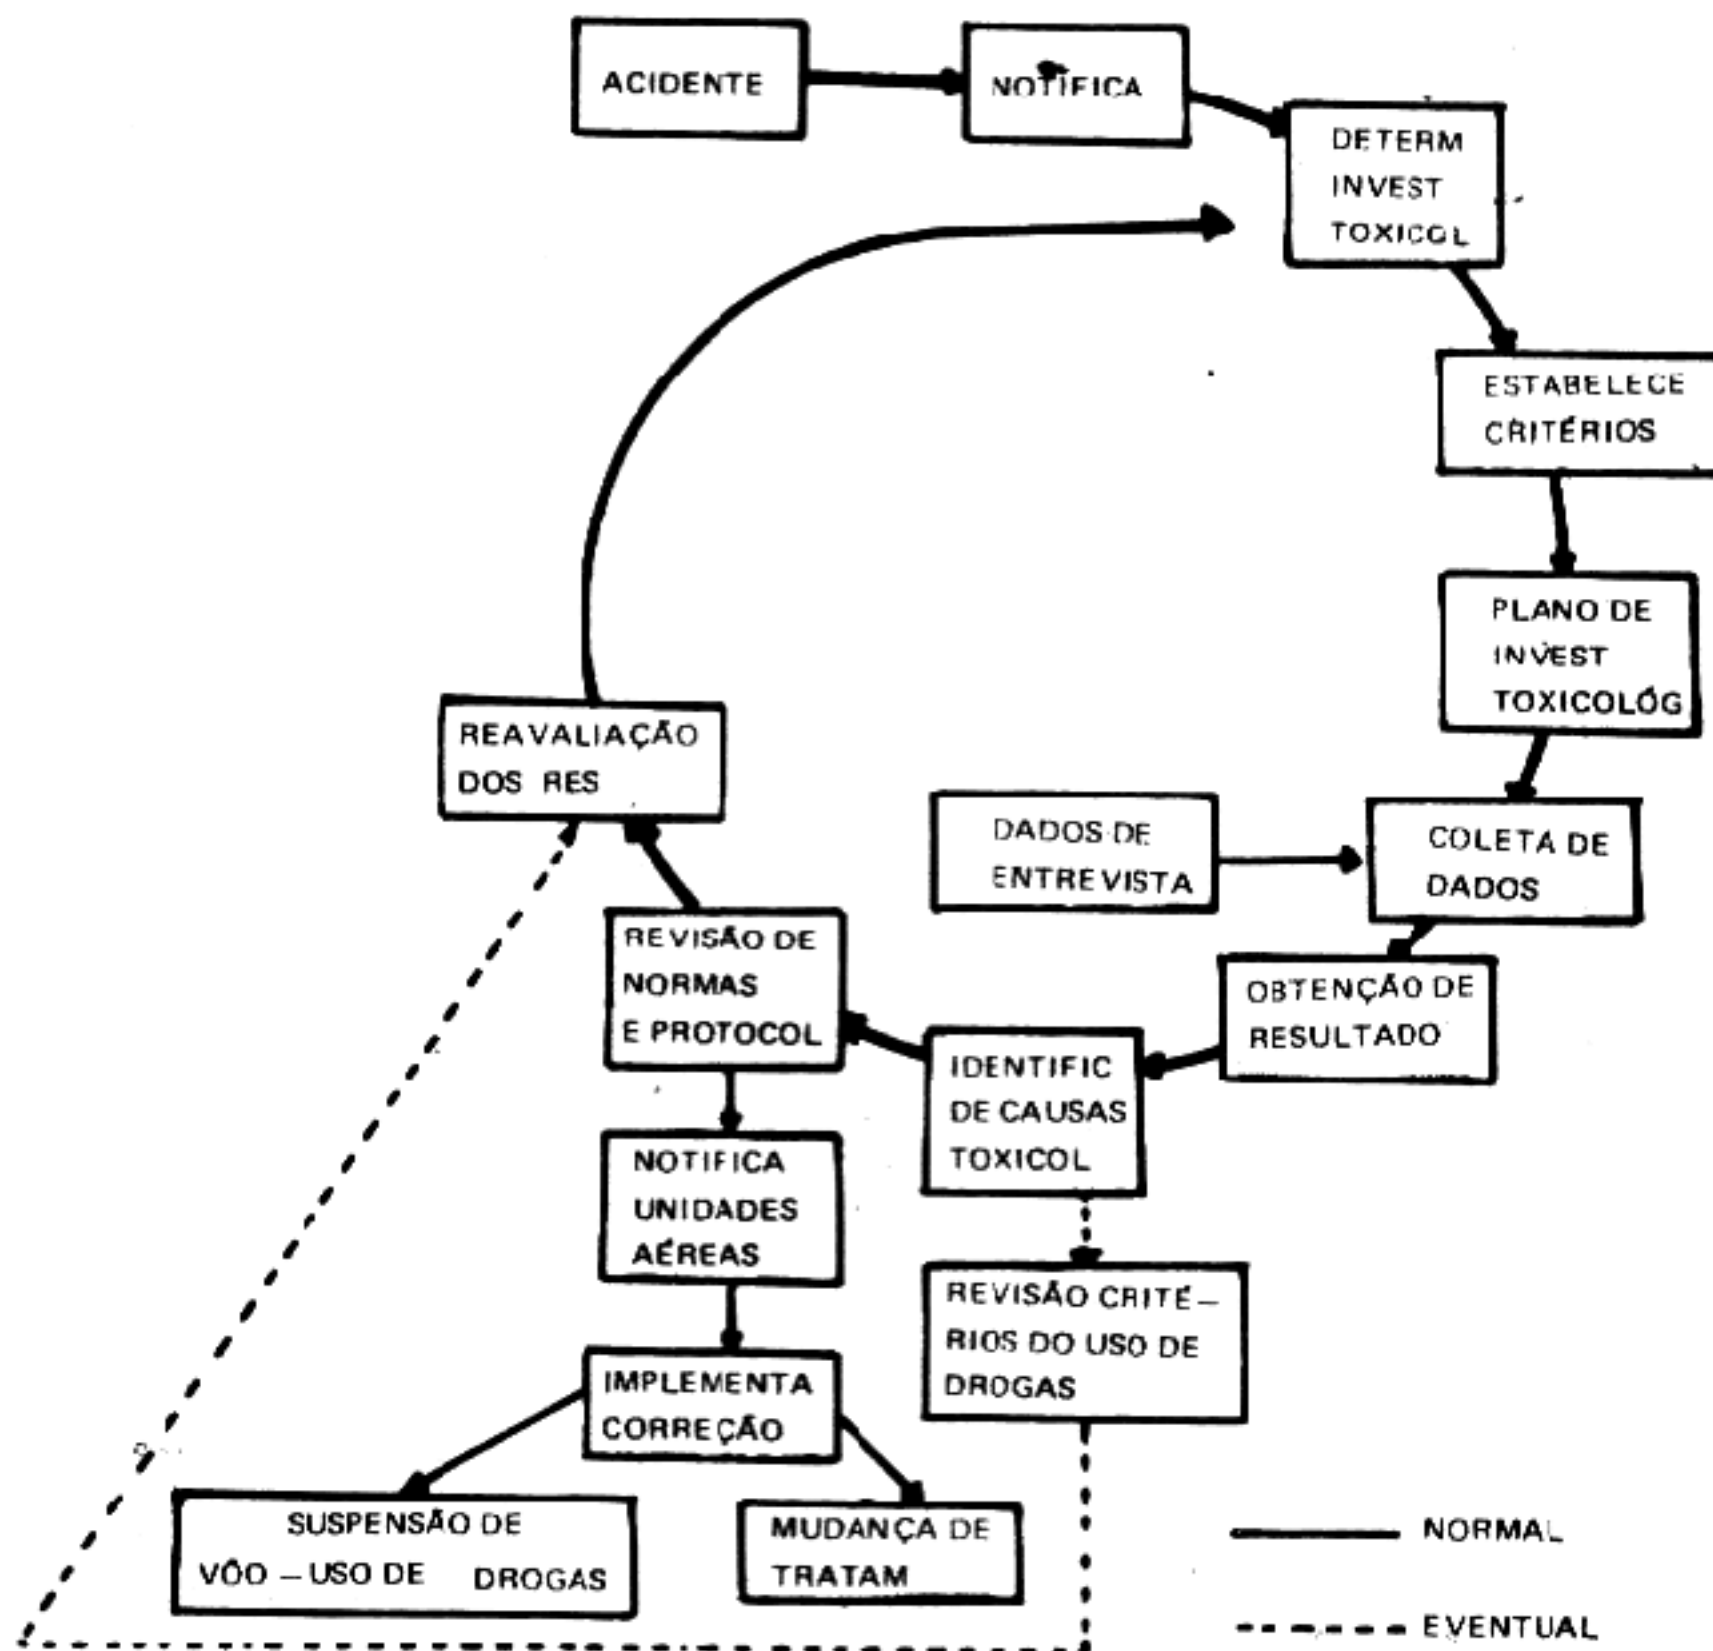 ACIDENTE
NOTIFICA
DETERM
INVEST
TOXICOL
ESTABELECE
CRITÉRIOS
PLANO DE
INVEST
TOXICOLÓG
REAVALIAÇÃO
DOS RES
DADOS DE
ENTREVISTA
COLETA DE
DADOS
REVISÃO DE
NORMAS
E PROTOCOL
OBTENÇÃO DE
RESULTADO
IDENTIFIC
DE CAUSAS
TOXICOL
NOTIFICA
UNIDADES
AÉREAS
REVISÃO CRITÉ–
RIOS DO USO DE
DROGAS
IMPLEMENTA
CORREÇÃO
SUSPENSÃO DE
VÔO – USO DE DROGAS
MUDANÇA DE
TRATAM
NORMAL
EVENTUAL